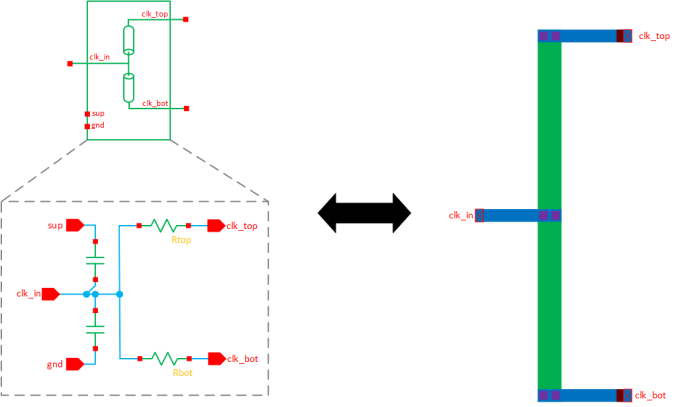 clk_top
clk_in
clk_bot
sup
gnd
sup
clk_top
Rtop
clk_in
gnd
clk_bot
Rbot
clk_top
clk_in
clk_bot